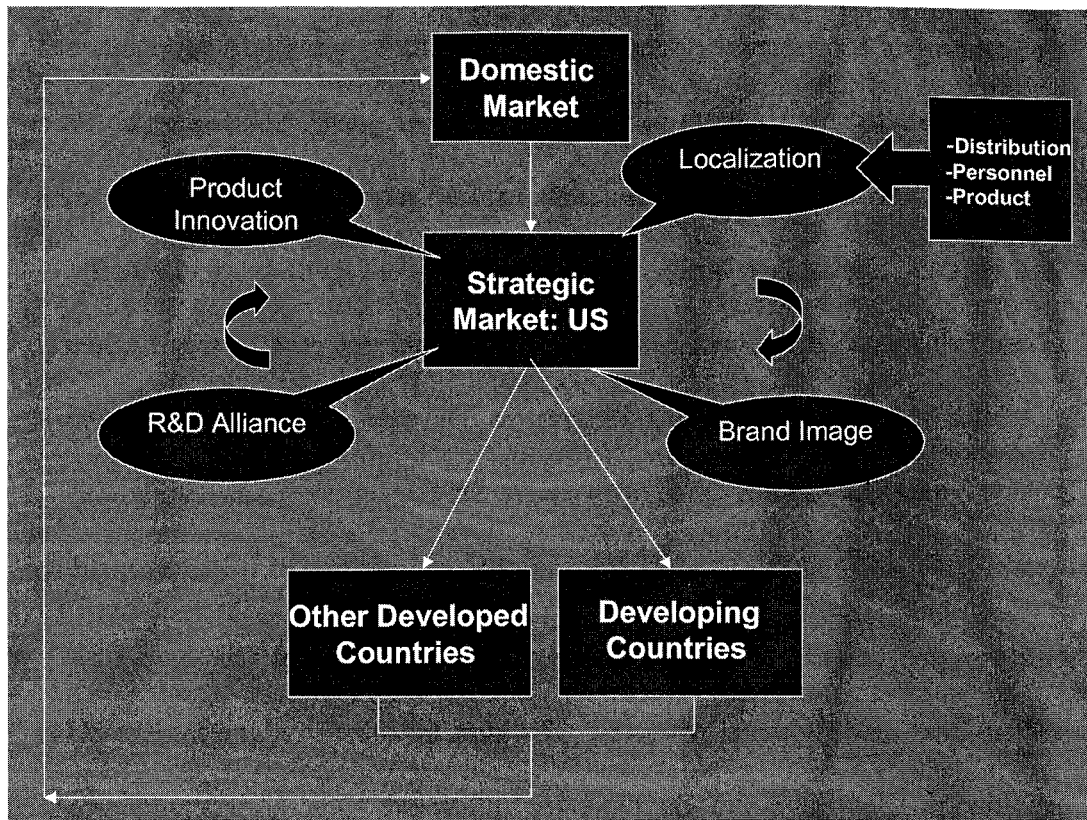 Domestic
Market
Product
Innovation
Localization
-Distribution
-Personnel
-Product
Strategic
Market: US
R&D Alliance
Brand Image
Other Developed
Countries
Developing
Countries